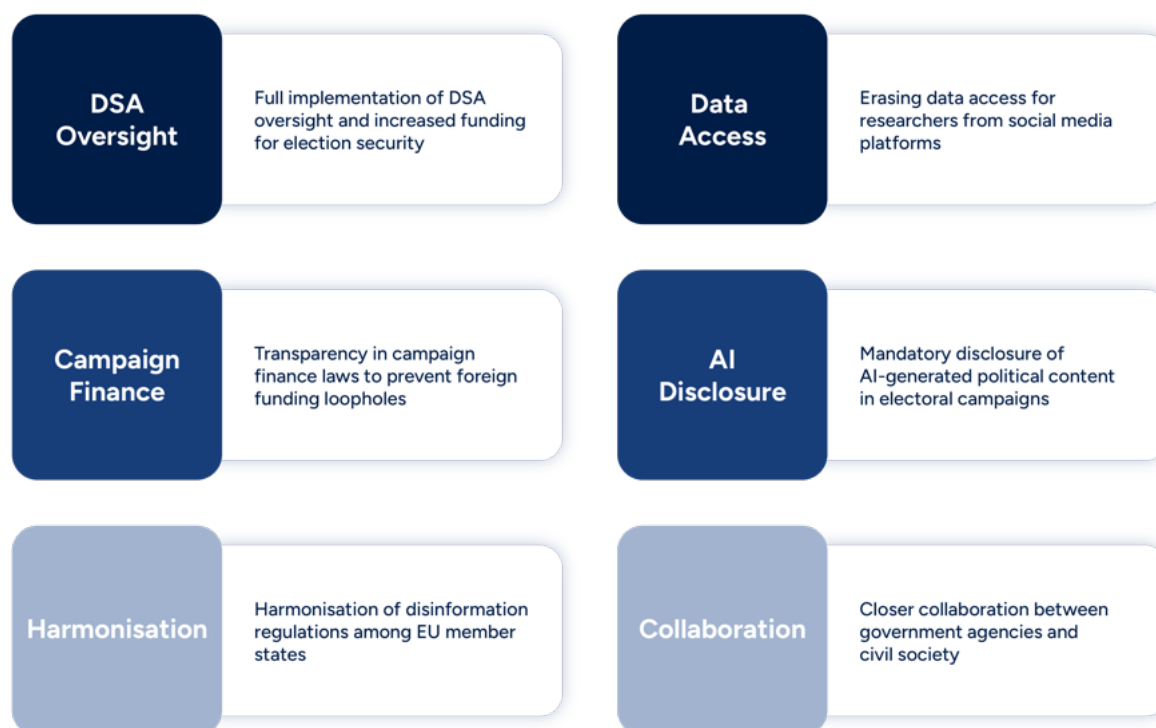 DSA
Oversight
Full implementation of DSA
oversight and increased funding
for election security
Data
Access
Erasing data access for
researchers from social media
platforms
Campaign
Finance
Transparency in campaign
finance laws to prevent foreign
funding loopholes
AI
Disclosure
Mandatory disclosure of
AI-generated political content
in electoral campaigns
Harmonisation
Harmonisation of disinformation
regulations among EU member
states
Collaboration
Closer collaboration between
government agencies and
civil society